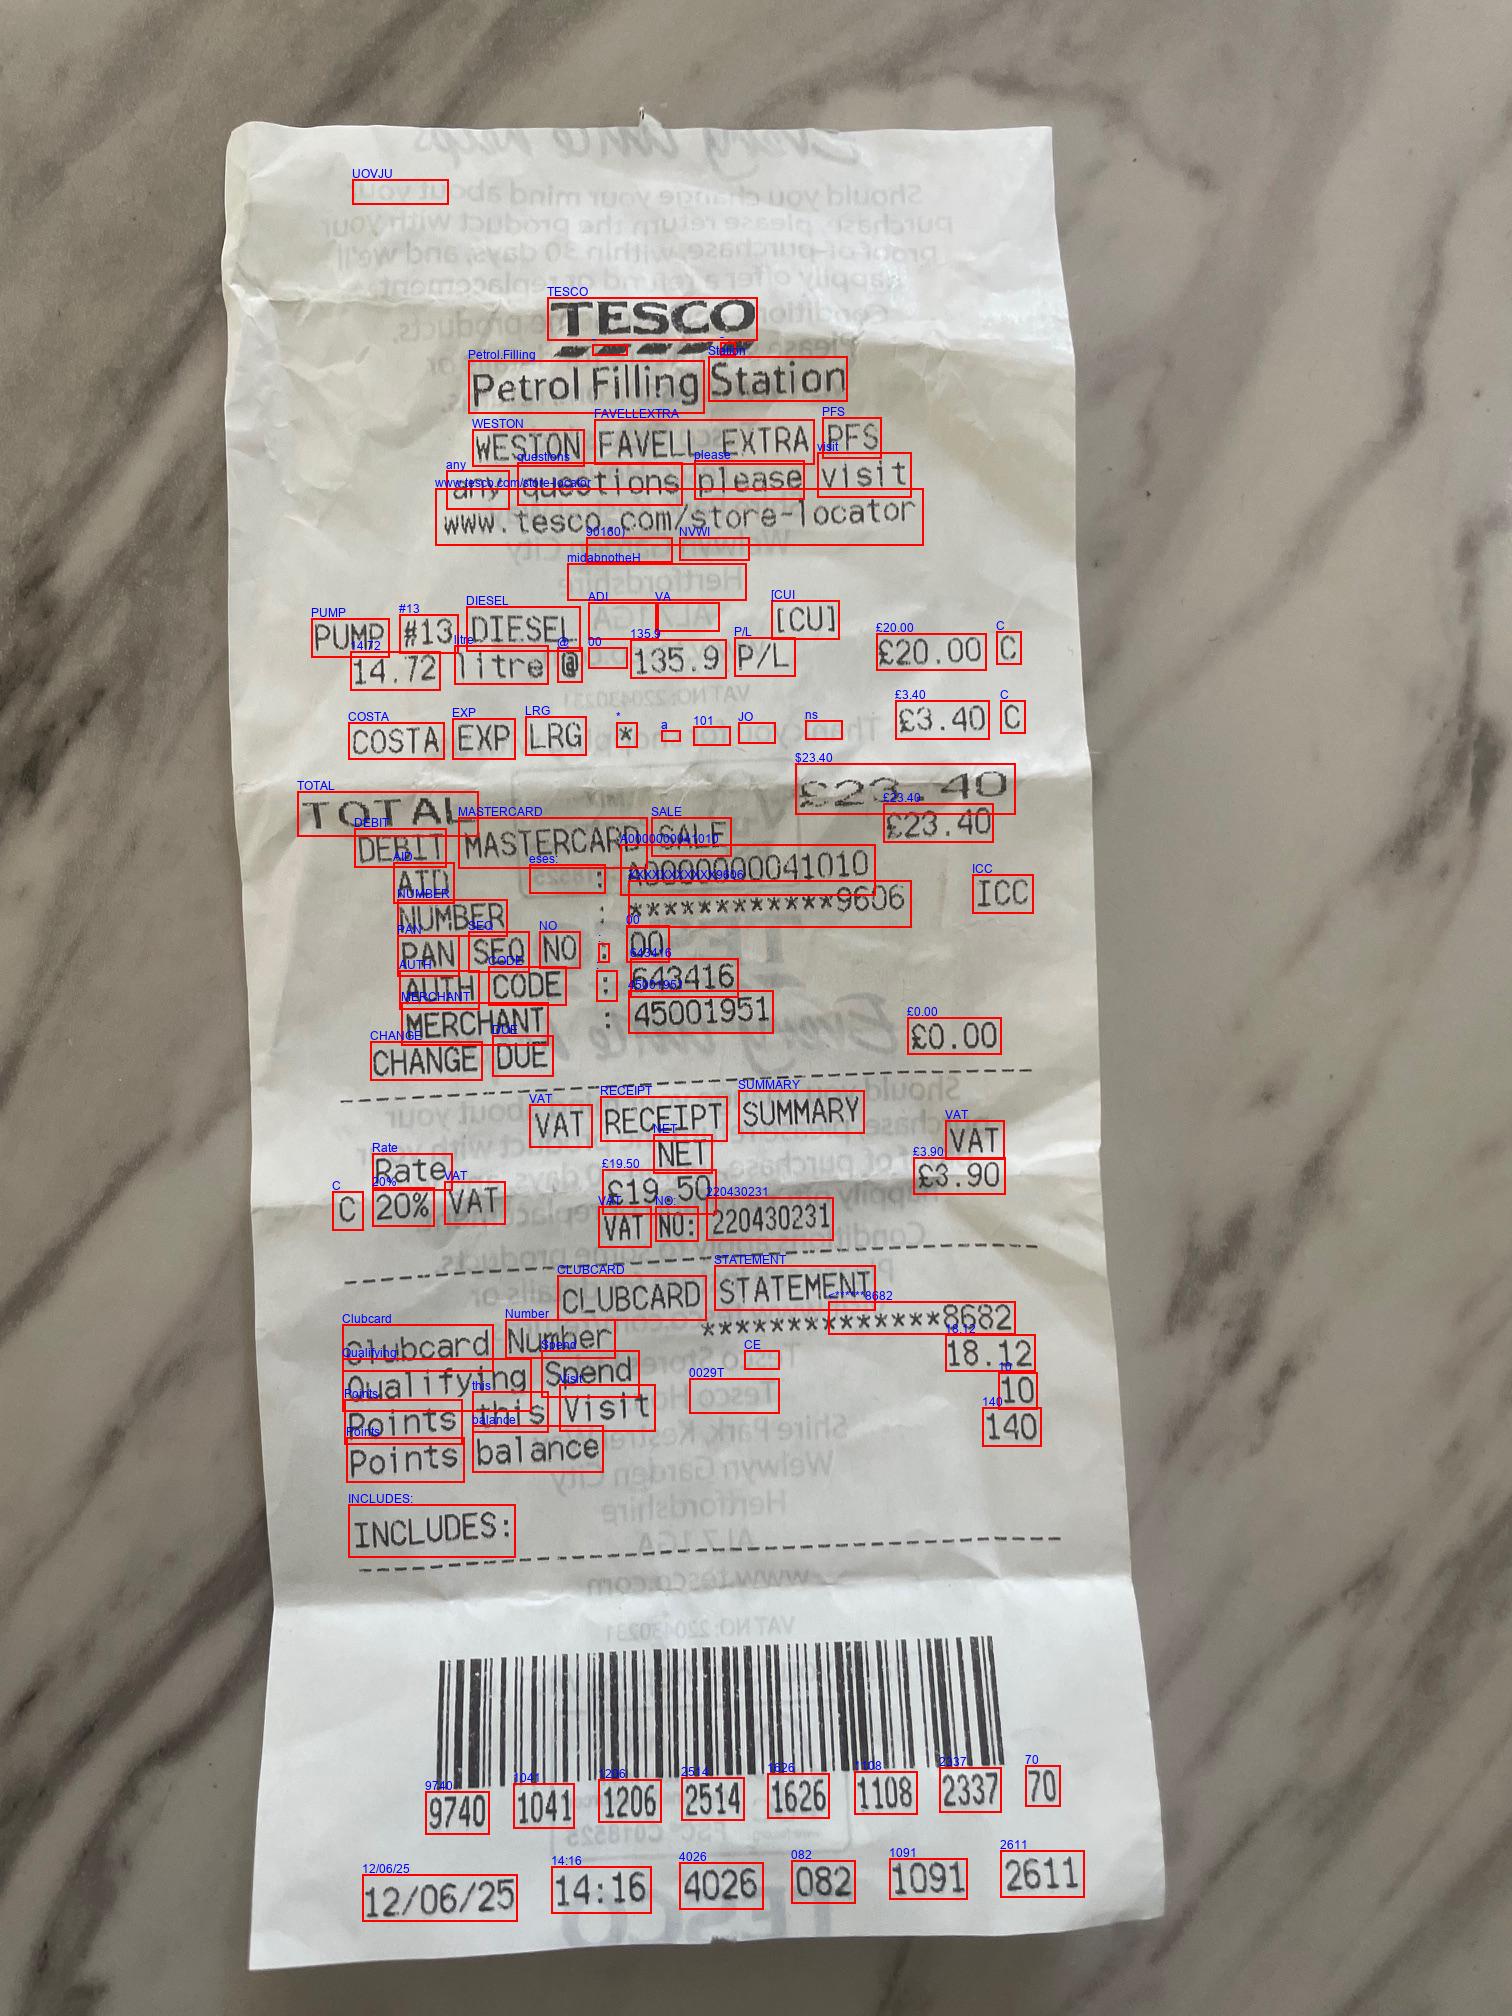 TESCO
Petrol Filling Station
WESTON FAVELL EXTRA PFS
any questions please visit
www.tesco.com/store-locator
PUMP #13 DIESEL [CU] £20.00 C
14.72 litre @ 135.9 P/L
COSTA EXP LRG * £3.40 C
TOTAL £23.40
DEBIT MASTERCARD SALE £23.40
AID : A0000000041010
NUMBER : ************9606 ICC
PAN SEQ NO : 00
AUTH CODE : 643416
MERCHANT : 45001951
CHANGE DUE £0.00
VAT RECEIPT SUMMARY
Rate NET VAT
C 20% VAT £19.50 £3.90
VAT NO: 220430231
CLUBCARD STATEMENT
Clubcard Number **************8682
Qualifying Spend 18.12
Points this Visit 10
Points balance 140
INCLUDES:
9740 1041 1206 2514 1626 1108 2337 70
12/06/25 14:16 4026 082 1091 2611